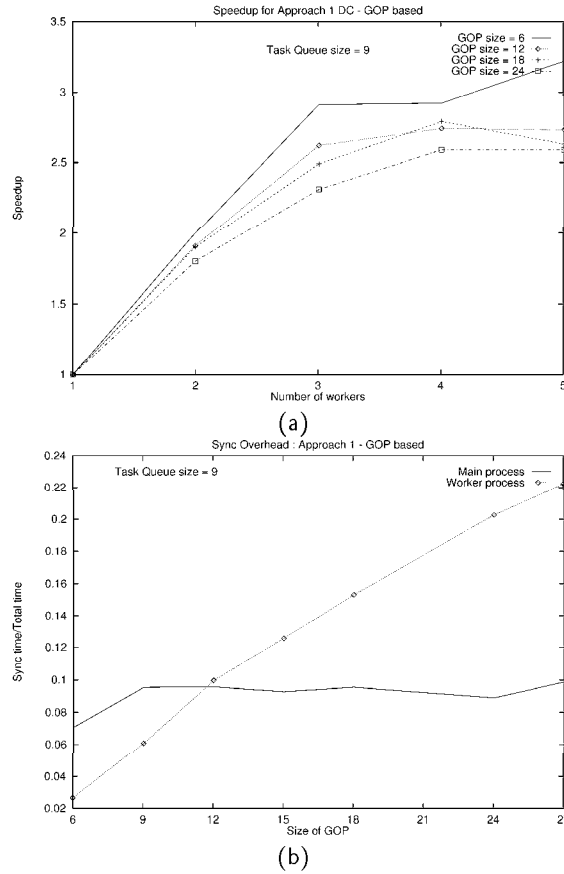 Speedup for Approach 1 DC - GOP based
Task Queue size = 9
GOP size = 6
GOP size = 12
GOP size = 18
GOP size = 24
3.5
3
2.5
2
1.5
1
Speedup
1 2 3 4 5
Number of workers
(a)
Sync Overhead : Approach 1 - GOP based
Task Queue size = 9
Main process
Worker process
0.24
0.22
0.2
0.18
0.16
0.14
0.12
0.1
0.08
0.06
0.04
0.02
Sync time/Total time
6 9 12 15 18 21 24 2
Size of GOP
(b)